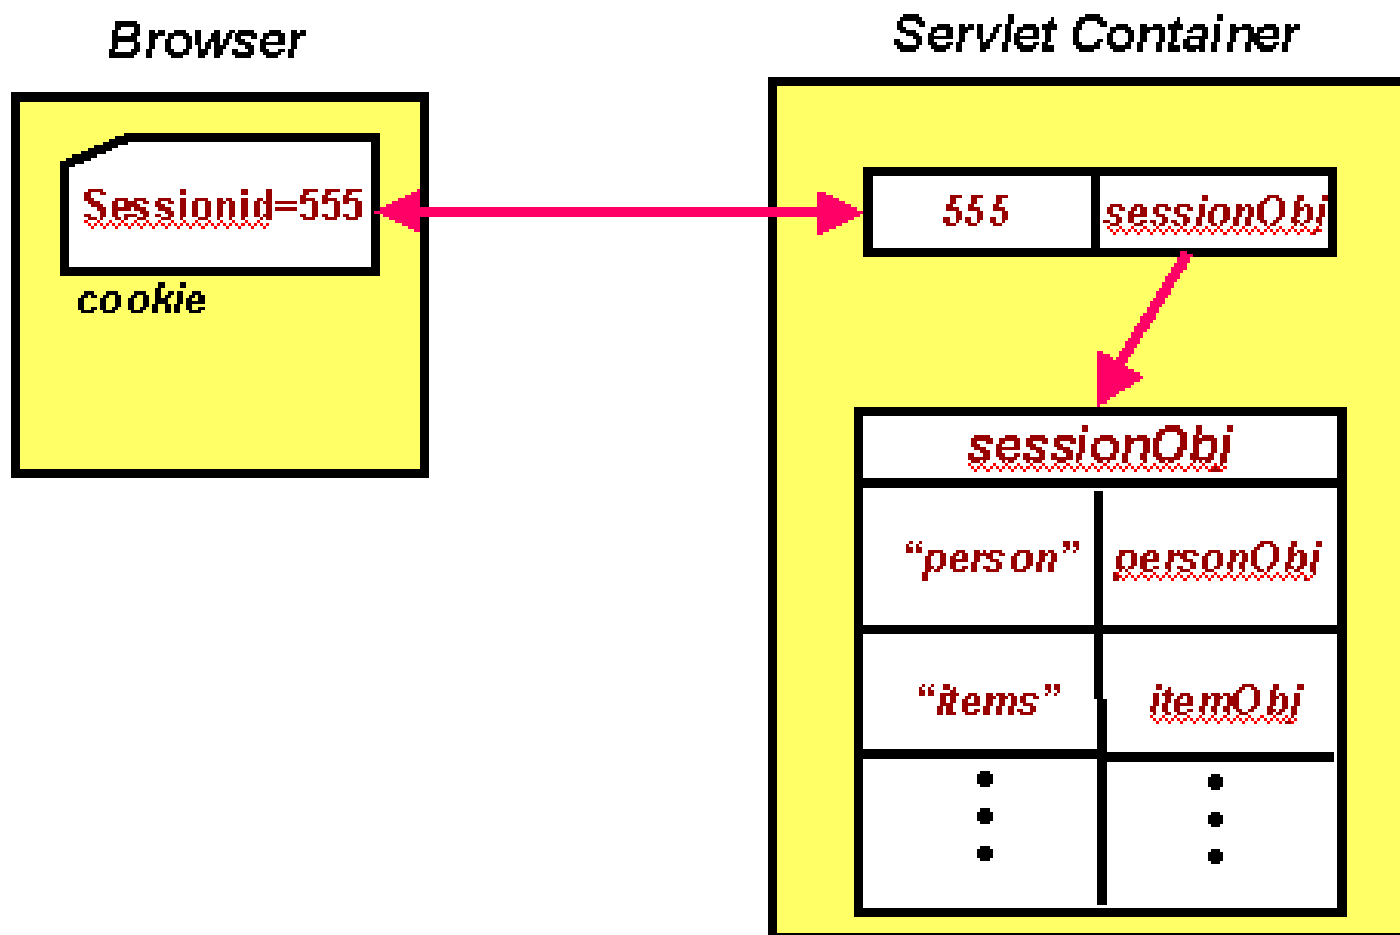 Browser
Servlet Container
Sessionid=555
cookie
555 sessionObj
sessionObj
“person” personObj
“items” itemObj